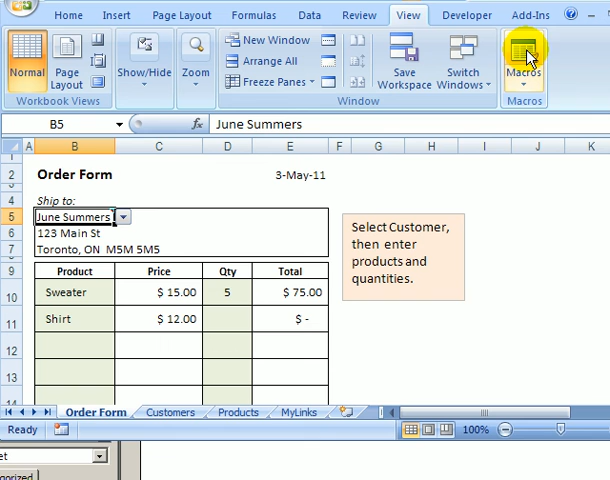 Home Insert Page Layout Formulas Data Review View Developer Add-Ins
Normal Page Layout Show/Hide Zoom New Window Arrange All Freeze Panes Save Workspace Switch Windows Macros
Workbook Views Window Macros
B5 fx June Summers
A B C D E F G H I J K
2 Order Form 3-May-11
4 Ship to:
5 June Summers
6 123 Main St
7 Toronto, ON M5M 5M5
Select Customer,
then enter
products and
quantities.
9 Product Price Qty Total
10 Sweater $ 15.00 5 $ 75.00
11 Shirt $ 12.00 $ -
12
13
Order Form Customers Products MyLinks
Ready 100%